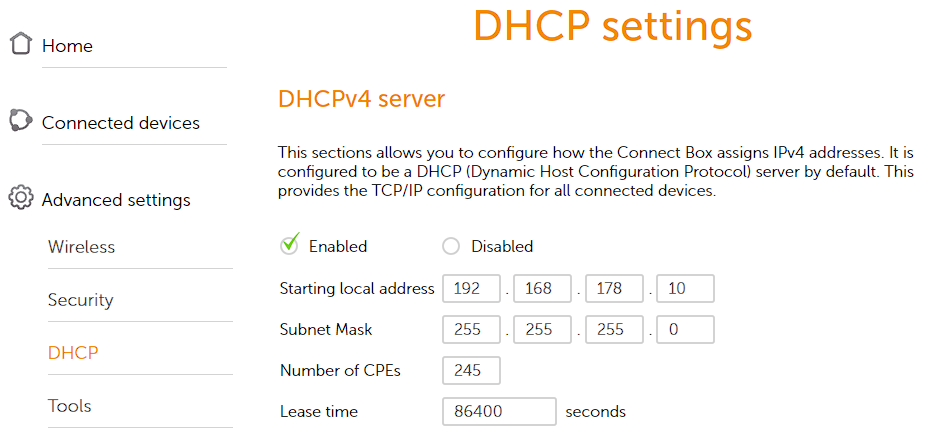 DHCP settings
Home
Connected devices
Advanced settings
Wireless
Security
DHCP
Tools
DHCPv4 server
This sections allows you to configure how the Connect Box assigns IPv4 addresses. It is
configured to be a DHCP (Dynamic Host Configuration Protocol) server by default. This
provides the TCP/IP configuration for all connected devices.
Enabled Disabled
Starting local address 192 . 168 . 178 . 10
Subnet Mask 255 . 255 . 255 . 0
Number of CPEs 245
Lease time 86400 seconds